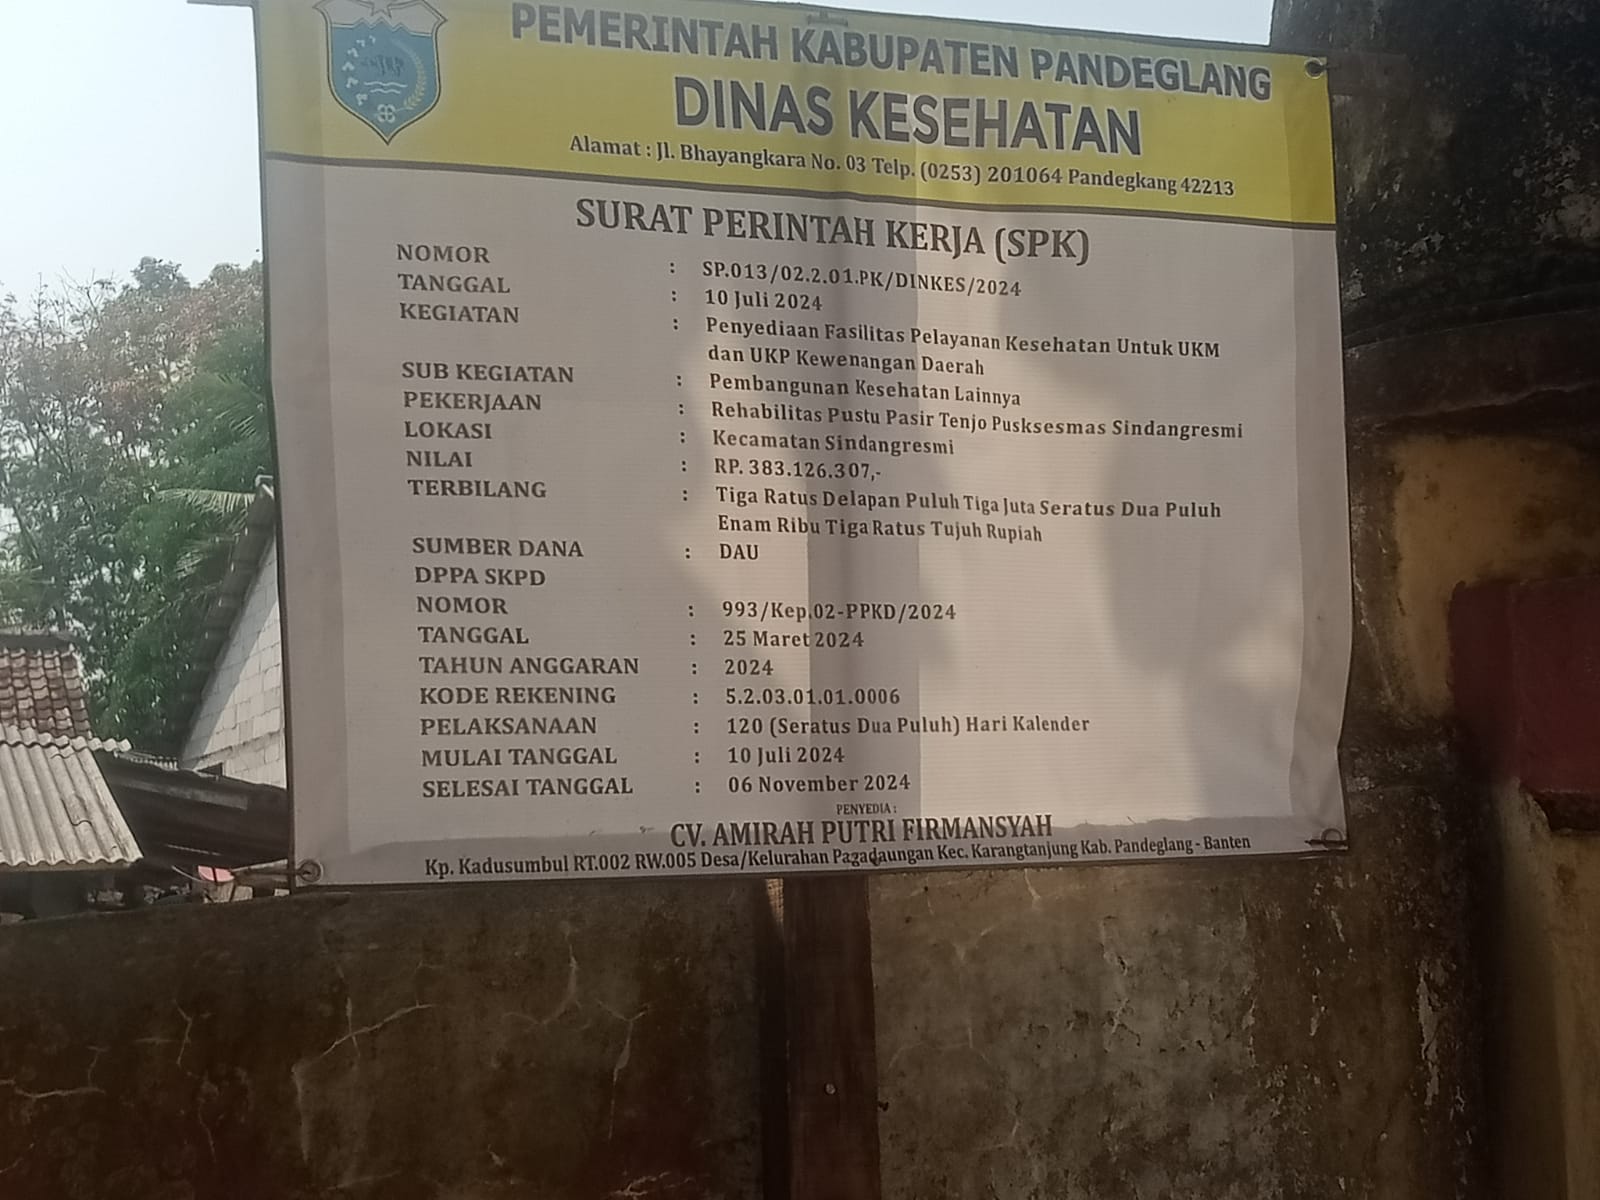 PEMERINTAH KABUPATEN PANDEGLANG
DINAS KESEHATAN
Alamat : Jl. Bhayangkara No. 03 Telp. (0253) 201064 Pandegkang 42213
SURAT PERINTAH KERJA (SPK)
NOMOR : SP.013/02.2.01.PK/DINKES/2024
TANGGAL : 10 Juli 2024
KEGIATAN : Penyediaan Fasilitas Pelayanan Kesehatan Untuk UKM
dan UKP Kewenangan Daerah
SUB KEGIATAN : Pembangunan Kesehatan Lainnya
PEKERJAAN : Rehabilitas Pustu Pasir Tenjo Pusksesmas Sindangresmi
LOKASI : Kecamatan Sindangresmi
NILAI : RP. 383.126.307,-
TERBILANG : Tiga Ratus Delapan Puluh Tiga Juta Seratus Dua Puluh
Enam Ribu Tiga Ratus Tujuh Rupiah
SUMBER DANA : DAU
DPPA SKPD
NOMOR : 993/Kep.02-PPKD/2024
TANGGAL : 25 Maret 2024
TAHUN ANGGARAN : 2024
KODE REKENING : 5.2.03.01.01.0006
PELAKSANAAN : 120 (Seratus Dua Puluh) Hari Kalender
MULAI TANGGAL : 10 Juli 2024
SELESAI TANGGAL : 06 November 2024
PENYEDIA :
CV. AMIRAH PUTRI FIRMANSYAH
Kp. Kadusumbul RT.002 RW.005 Desa/Kelurahan Pagadaungan Kec. Karangtanjung Kab. Pandeglang - Banten